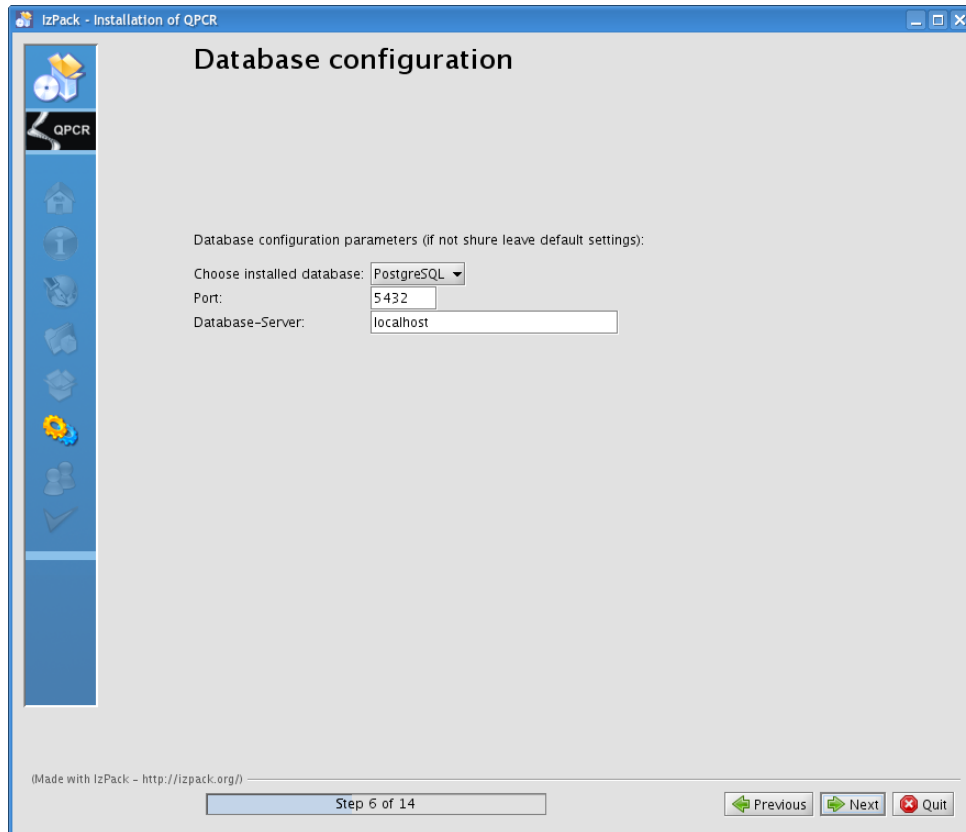 IzPack - Installation of QPCR
QPCR
Database configuration
Database configuration parameters (if not shure leave default settings):
Choose installed database: PostgreSQL
Port: 5432
Database-Server: localhost
(Made with IzPack - http://izpack.org/)
Step 6 of 14
Previous Next Quit